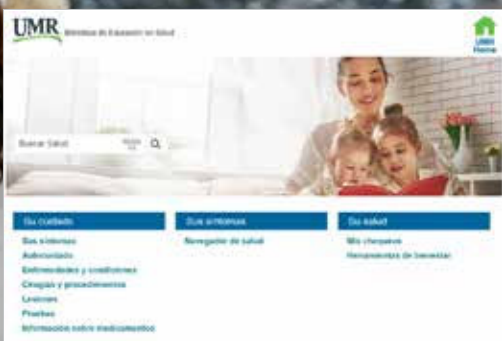 UMR Biblioteca de Educación en Salud
UMR
Home
Buscar Salud
Su cuidado
Sus síntomas
Autocuidado
Enfermedades y condiciones
Cirugías y procedimientos
Lesiones
Pruebas
Información sobre medicamentos
Sus síntomas
Navegador de salud
Su salud
Mis chequeos
Herramientas de bienestar